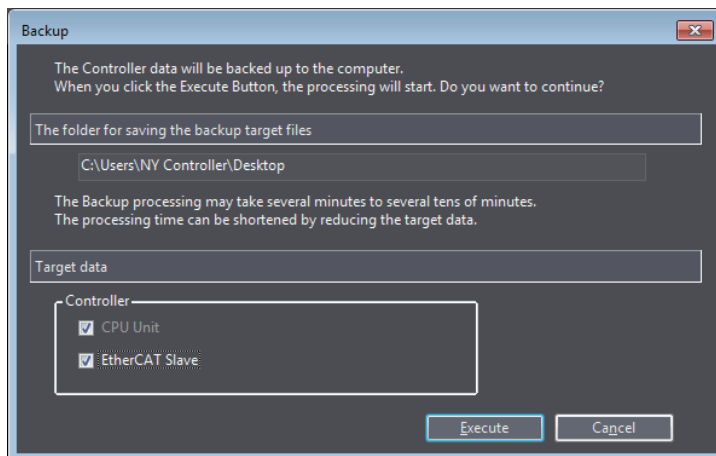 Backup
The Controller data will be backed up to the computer.
When you click the Execute Button, the processing will start. Do you want to continue?
The folder for saving the backup target files
C:\Users\NY Controller\Desktop
The Backup processing may take several minutes to several tens of minutes.
The processing time can be shortened by reducing the target data.
Target data
Controller
CPU Unit
EtherCAT Slave
Execute
Cancel